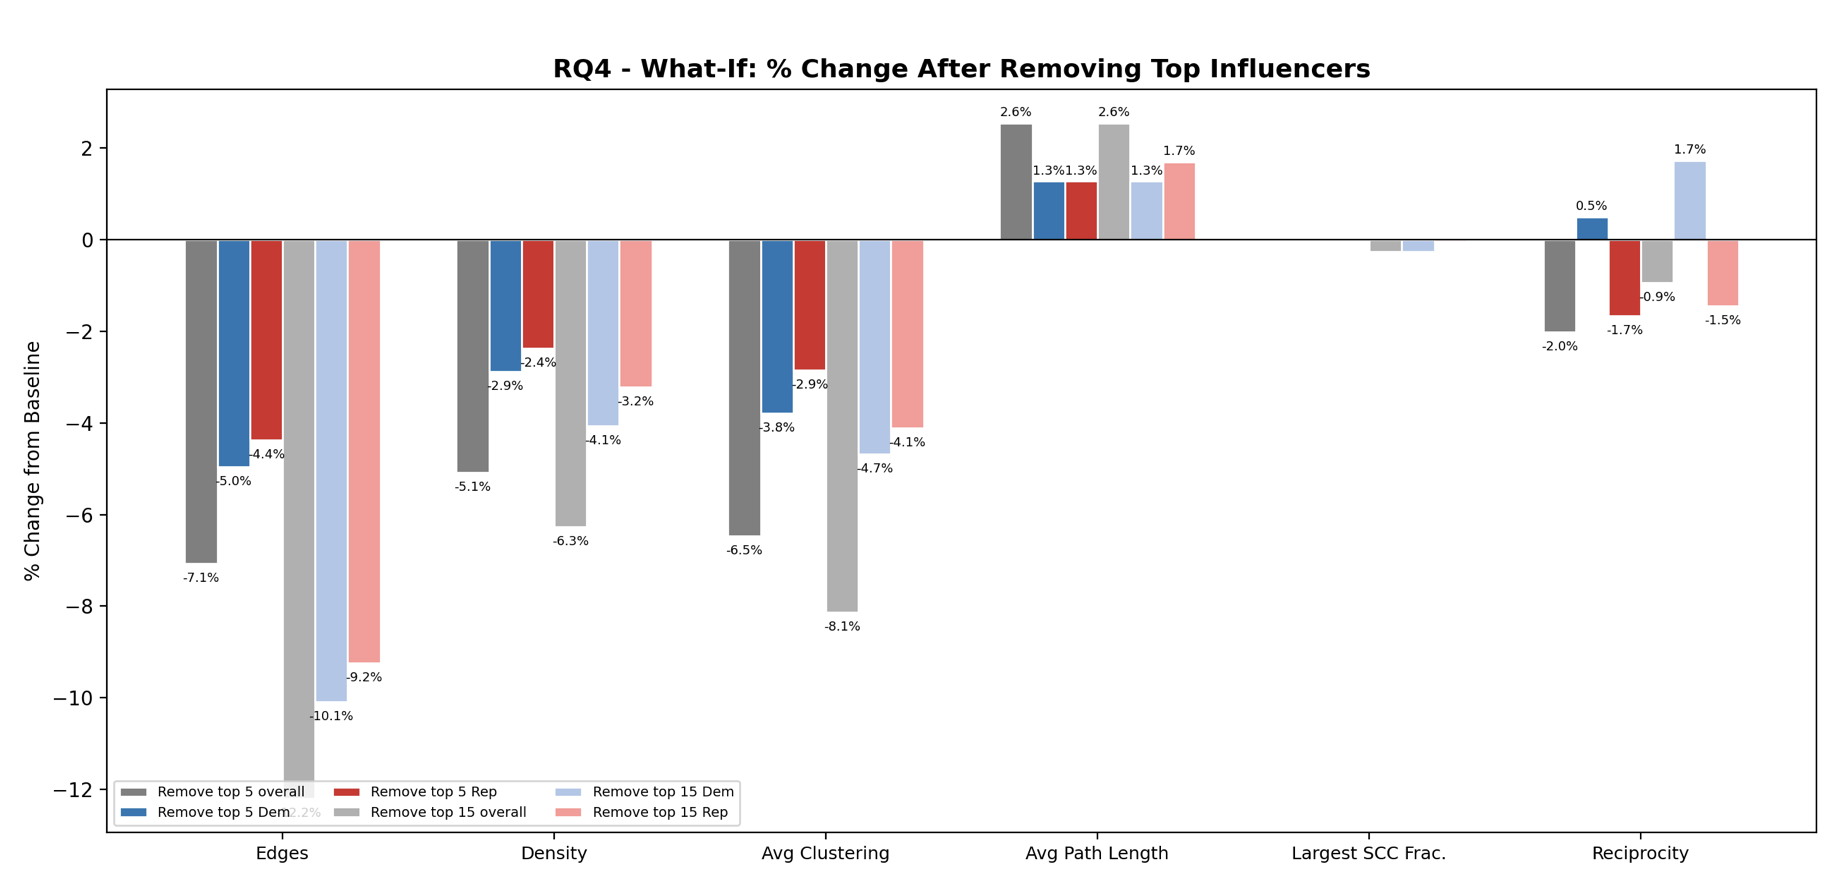 RQ4 - What-If: % Change After Removing Top Influencers
% Change from Baseline
2
0
−2
−4
−6
−8
−10
−12
-7.1%
-5.0%
-4.4%
-10.1%
-9.2%
-5.1%
-2.9%
-2.4%
-6.3%
-4.1%
-3.2%
-6.5%
-3.8%
-2.9%
-8.1%
-4.7%
-4.1%
2.6%
1.3%
1.3%
2.6%
1.3%
1.7%
-2.0%
0.5%
-1.7%
-0.9%
1.7%
-1.5%
Remove top 5 overall
Remove top 5 Dem
Remove top 5 Rep
Remove top 15 overall
Remove top 15 Dem
Remove top 15 Rep
Edges
Density
Avg Clustering
Avg Path Length
Largest SCC Frac.
Reciprocity